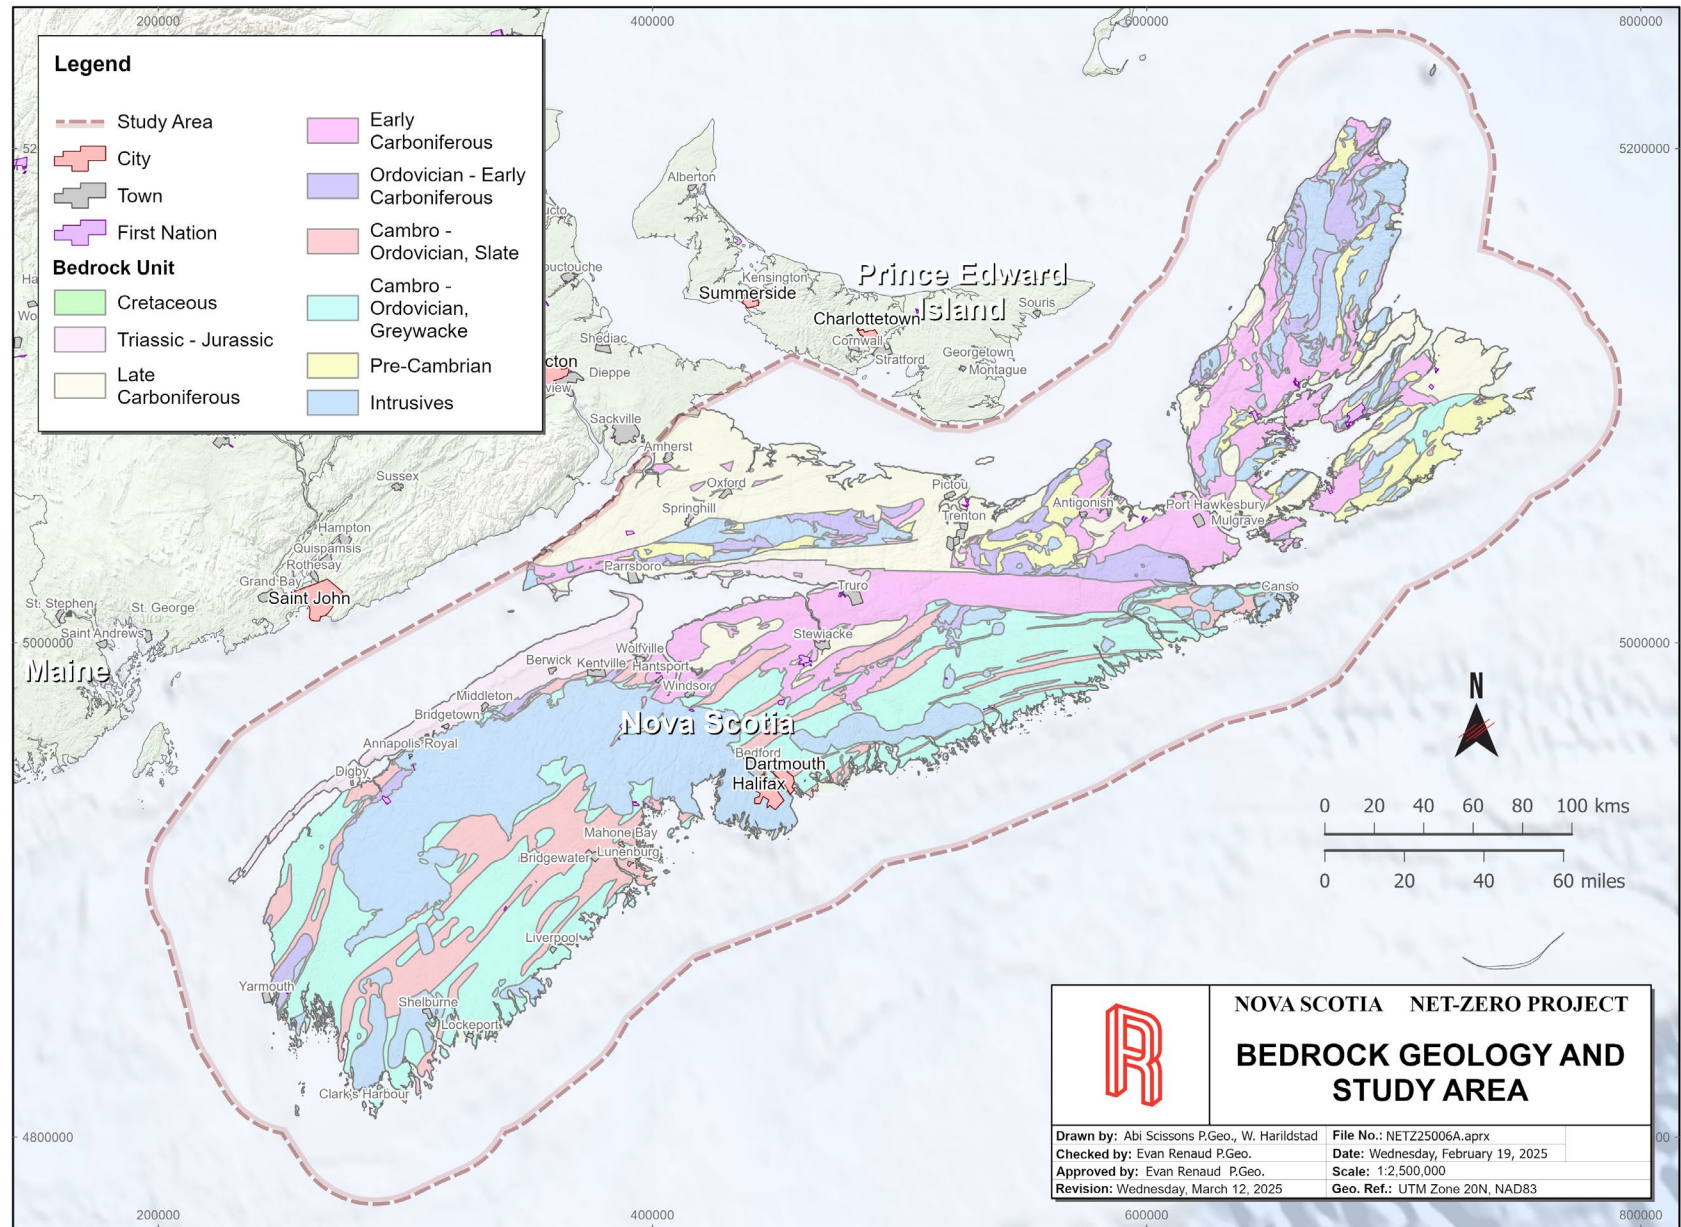 200000
400000
600000
800000
Legend
Study Area
City
Town
First Nation
Bedrock Unit
Cretaceous
Triassic - Jurassic
Late
Carboniferous
Early
Carboniferous
Ordovician - Early
Carboniferous
Cambro -
Ordovician, Slate
Cambro -
Ordovician,
Greywacke
Pre-Cambrian
Intrusives
5200000
Alberton
Kensington
Summerside
Prince Edward
Island
Souris
Charlottetown
Cornwall
Stratford
Georgetown
Montague
Shediac
Dieppe
Sackville
Amherst
Oxford
Springhill
Pictou
Trenton
Antigonish
Port Hawkesbury
Mulgrave
Sussex
Hampton
Quispamsis
Rothesay
Grand Bay
Saint John
St. Stephen
St. George
Saint Andrews
Maine
Parrsboro
Truro
Canso
Stewiacke
5000000
5000000
Wolfville
Berwick
Kentville
Hantsport
Windsor
Middleton
Bridgetown
Nova Scotia
Annapolis Royal
Bedford
Dartmouth
Halifax
Digby
Mahone Bay
Lunenburg
Bridgewater
Liverpool
Yarmouth
Shelburne
Lockeport
Clark's Harbour
4800000
N
0 20 40 60 80 100 kms
0 20 40 60 miles
NOVA SCOTIA NET-ZERO PROJECT
BEDROCK GEOLOGY AND
STUDY AREA
Drawn by: Abi Scissons P.Geo., W. Harildstad
File No.: NETZ25006A.aprx
Checked by: Evan Renaud P.Geo.
Date: Wednesday, February 19, 2025
Approved by: Evan Renaud P.Geo.
Scale: 1:2,500,000
Revision: Wednesday, March 12, 2025
Geo. Ref.: UTM Zone 20N, NAD83
200000
400000
600000
800000